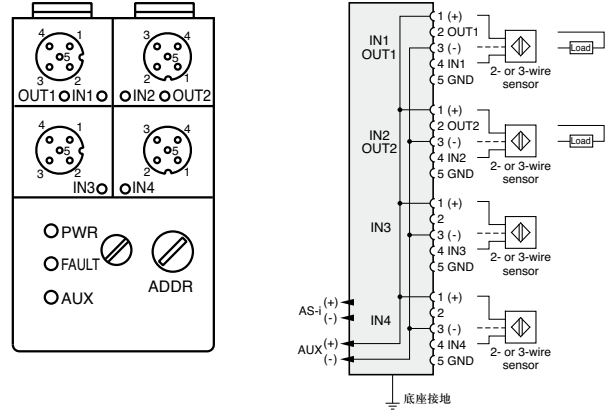 4 1 3 4
5 5
3 2 2 1
OUT1 IN1 IN2 OUT2
4 1 3 4
5 5
3 2 2 1
IN3 IN4
PWR
FAULT
AUX
ADDR
IN1
OUT1
1 (+)
2 OUT1
3 (-)
4 IN1
5 GND
2- or 3-wire
sensor
Load
IN2
OUT2
1 (+)
2 OUT2
3 (-)
4 IN2
5 GND
2- or 3-wire
sensor
Load
IN3
1 (+)
2
3 (-)
4 IN3
5 GND
2- or 3-wire
sensor
IN4
1 (+)
2
3 (-)
4 IN4
5 GND
2- or 3-wire
sensor
AS-i (+)
(-)
AUX (+)
(-)
底座接地